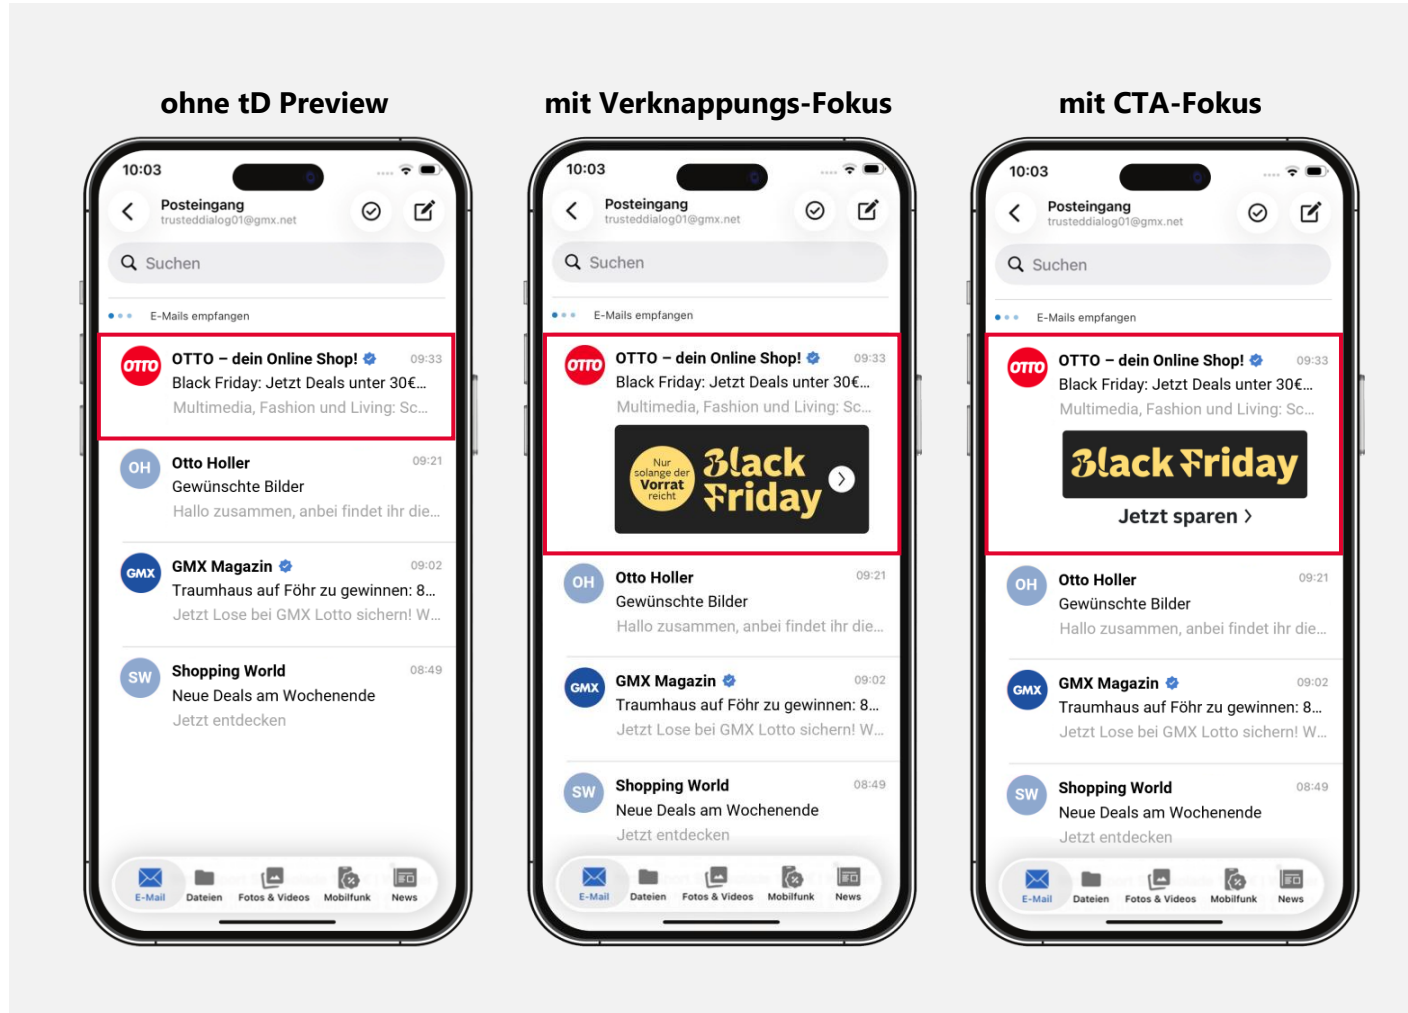 ohne tD Preview
10:03
Posteingang
trusteddialog01@gmx.net
Suchen
E-Mails empfangen
OTTO
OTTO – dein Online Shop! 09:33
Black Friday: Jetzt Deals unter 30€...
Multimedia, Fashion und Living: Sc...
OH
Otto Holler 09:21
Gewünschte Bilder
Hallo zusammen, anbei findet ihr die...
GMX
GMX Magazin 09:02
Traumhaus auf Föhr zu gewinnen: 8...
Jetzt Lose bei GMX Lotto sichern! W...
SW
Shopping World 08:49
Neue Deals am Wochenende
Jetzt entdecken
E-Mail Dateien Fotos & Videos Mobilfunk News
mit Verknappungs-Fokus
10:03
Posteingang
trusteddialog01@gmx.net
Suchen
E-Mails empfangen
OTTO
OTTO – dein Online Shop! 09:33
Black Friday: Jetzt Deals unter 30€...
Multimedia, Fashion und Living: Sc...
Nur
solange der
Vorrat
reicht
Black
Friday
OH
Otto Holler 09:21
Gewünschte Bilder
Hallo zusammen, anbei findet ihr die...
GMX
GMX Magazin 09:02
Traumhaus auf Föhr zu gewinnen: 8...
Jetzt Lose bei GMX Lotto sichern! W...
SW
Shopping World 08:49
Neue Deals am Wochenende
Jetzt entdecken
E-Mail Dateien Fotos & Videos Mobilfunk News
mit CTA-Fokus
10:03
Posteingang
trusteddialog01@gmx.net
Suchen
E-Mails empfangen
OTTO
OTTO – dein Online Shop! 09:33
Black Friday: Jetzt Deals unter 30€...
Multimedia, Fashion und Living: Sc...
Black Friday
Jetzt sparen >
OH
Otto Holler 09:21
Gewünschte Bilder
Hallo zusammen, anbei findet ihr die...
GMX
GMX Magazin 09:02
Traumhaus auf Föhr zu gewinnen: 8...
Jetzt Lose bei GMX Lotto sichern! W...
SW
Shopping World 08:49
Neue Deals am Wochenende
Jetzt entdecken
E-Mail Dateien Fotos & Videos Mobilfunk News